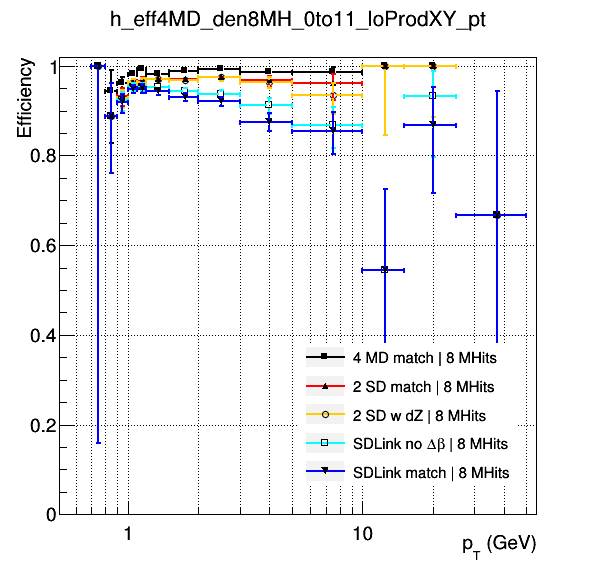 h_eff4MD_den8MH_0to11_loProdXY_pt
Efficiency
1
0.8
0.6
0.4
0.2
0
4 MD match | 8 MHits
2 SD match | 8 MHits
2 SD w dZ | 8 MHits
SDLink no Δβ | 8 MHits
SDLink match | 8 MHits
1
10
p_T (GeV)